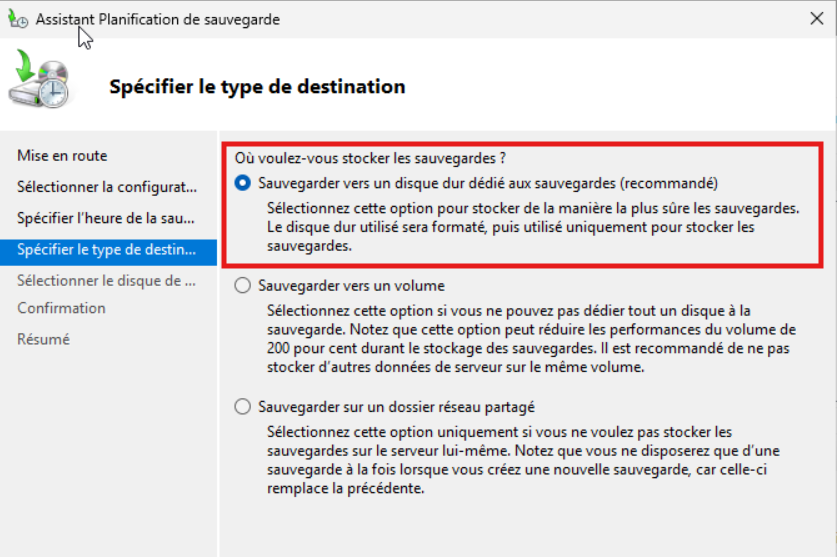 Assistant Planification de sauvegarde
Spécifier le type de destination
Mise en route
Sélectionner la configurat...
Spécifier l'heure de la sau...
Spécifier le type de destin...
Sélectionner le disque de ...
Confirmation
Résumé
Où voulez-vous stocker les sauvegardes ?
Sauvegarder vers un disque dur dédié aux sauvegardes (recommandé)
Sélectionnez cette option pour stocker de la manière la plus sûre les sauvegardes.
Le disque dur utilisé sera formaté, puis utilisé uniquement pour stocker les
sauvegardes.
Sauvegarder vers un volume
Sélectionnez cette option si vous ne pouvez pas dédier tout un disque à la
sauvegarde. Notez que cette option peut réduire les performances du volume de
200 pour cent durant le stockage des sauvegardes. Il est recommandé de ne pas
stocker d'autres données de serveur sur le même volume.
Sauvegarder sur un dossier réseau partagé
Sélectionnez cette option uniquement si vous ne voulez pas stocker les
sauvegardes sur le serveur lui-même. Notez que vous ne disposerez que d'une
sauvegarde à la fois lorsque vous créez une nouvelle sauvegarde, car celle-ci
remplace la précédente.